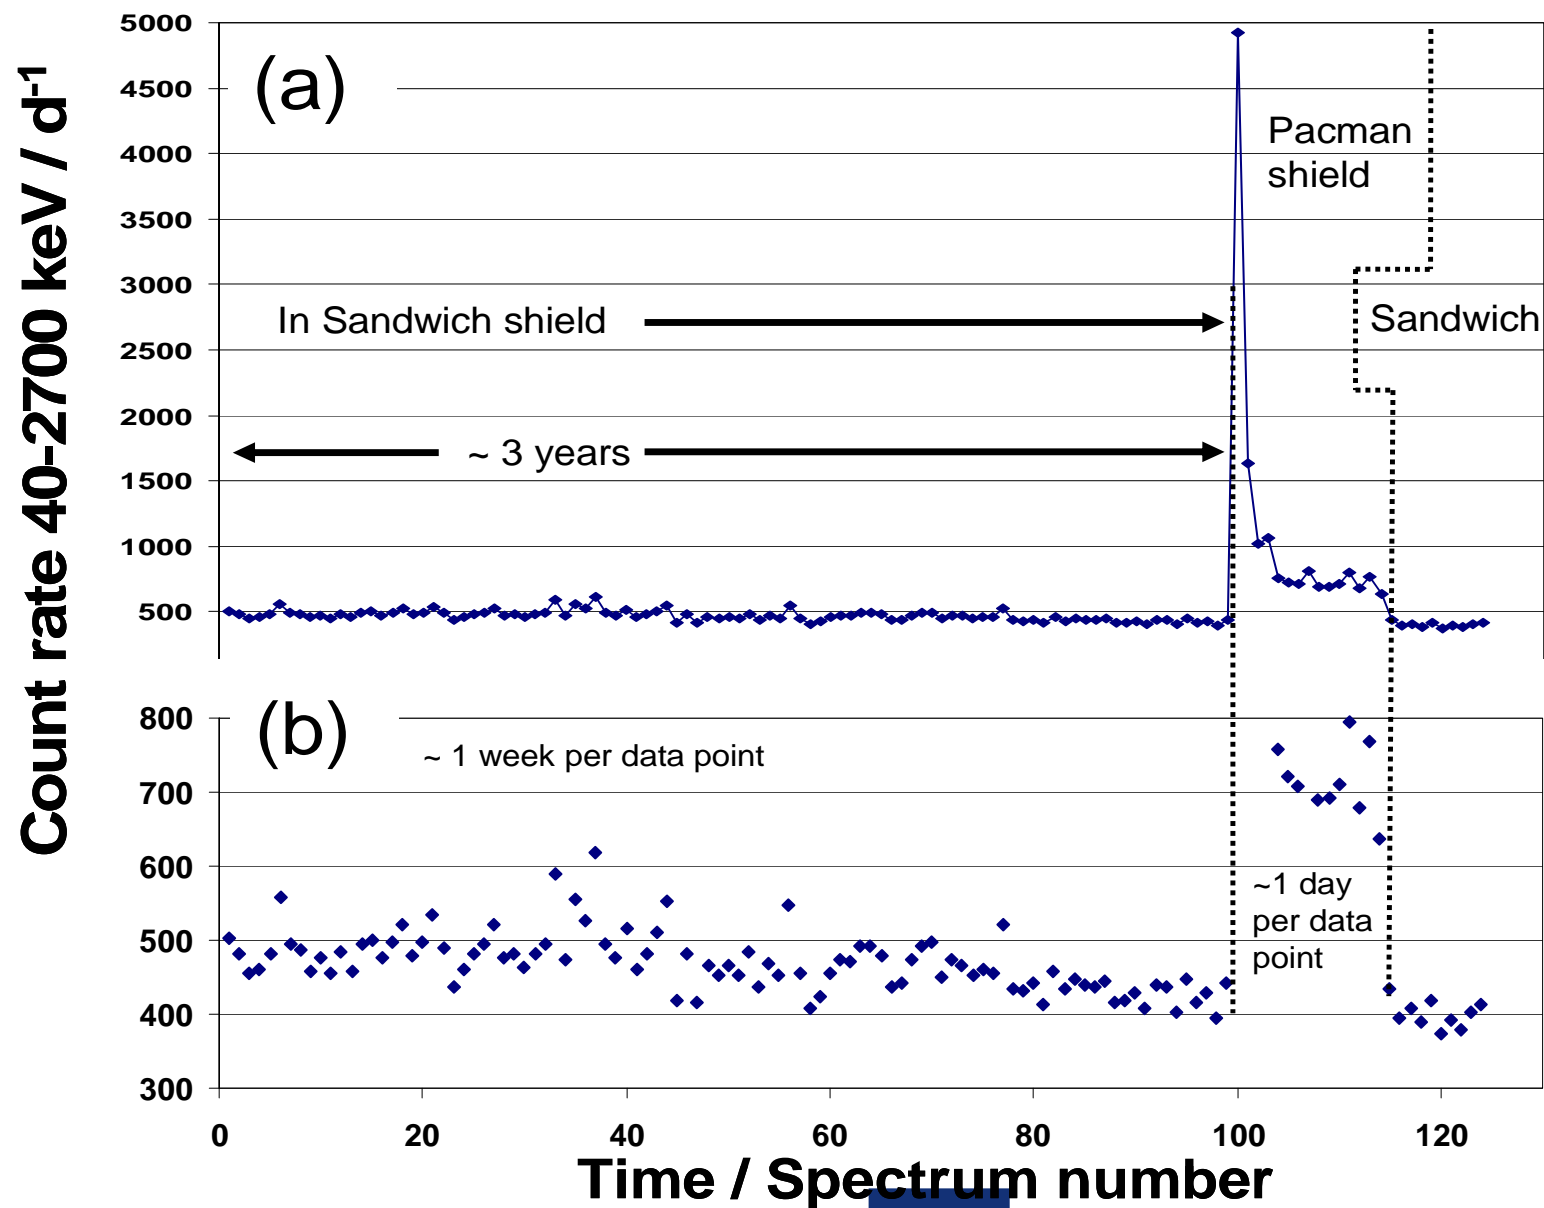 Count rate 40-2700 keV / d-1
5000
4500
4000
3500
3000
2500
2000
1500
1000
500
(a)
Pacman
shield
In Sandwich shield
Sandwich
~ 3 years
800
700
600
500
400
300
(b)
~ 1 week per data point
~1 day
per data
point
0 20 40 60 80 100 120
Time / Spectrum number